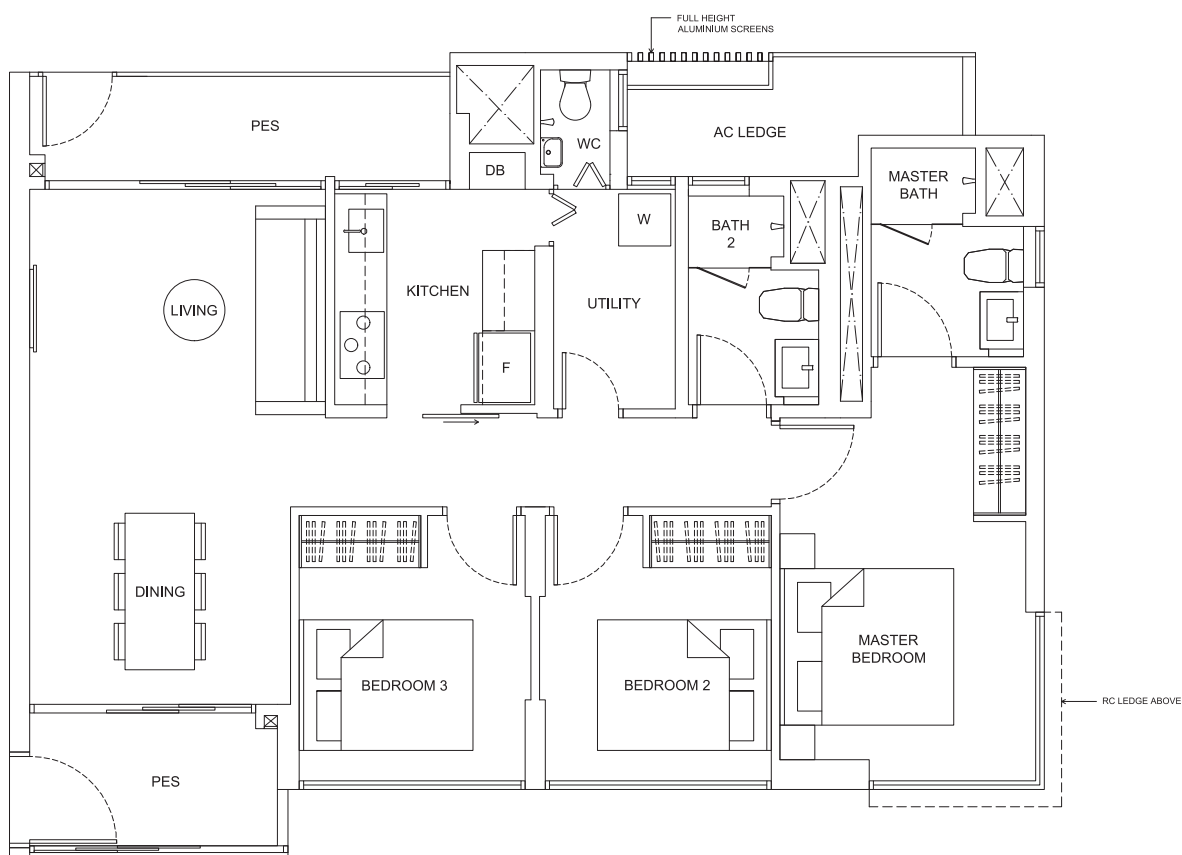 FULL HEIGHT
ALUMINIUM SCREENS
PES
DB
WC
AC LEDGE
MASTER
BATH
W
BATH
2
LIVING
KITCHEN
UTILITY
F
DINING
BEDROOM 3
BEDROOM 2
MASTER
BEDROOM
RC LEDGE ABOVE
PES